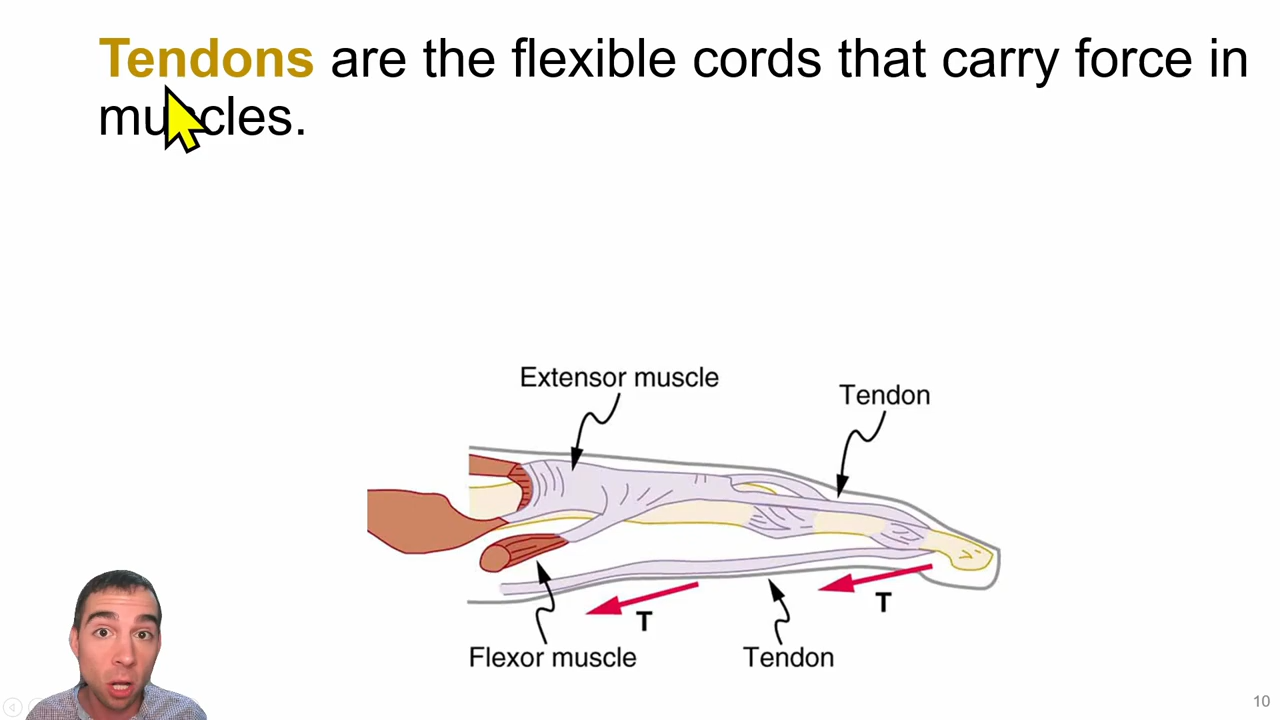 Tendons are the flexible cords that carry force in
muscles.
Extensor muscle
Tendon
T
T
Flexor muscle
Tendon
10